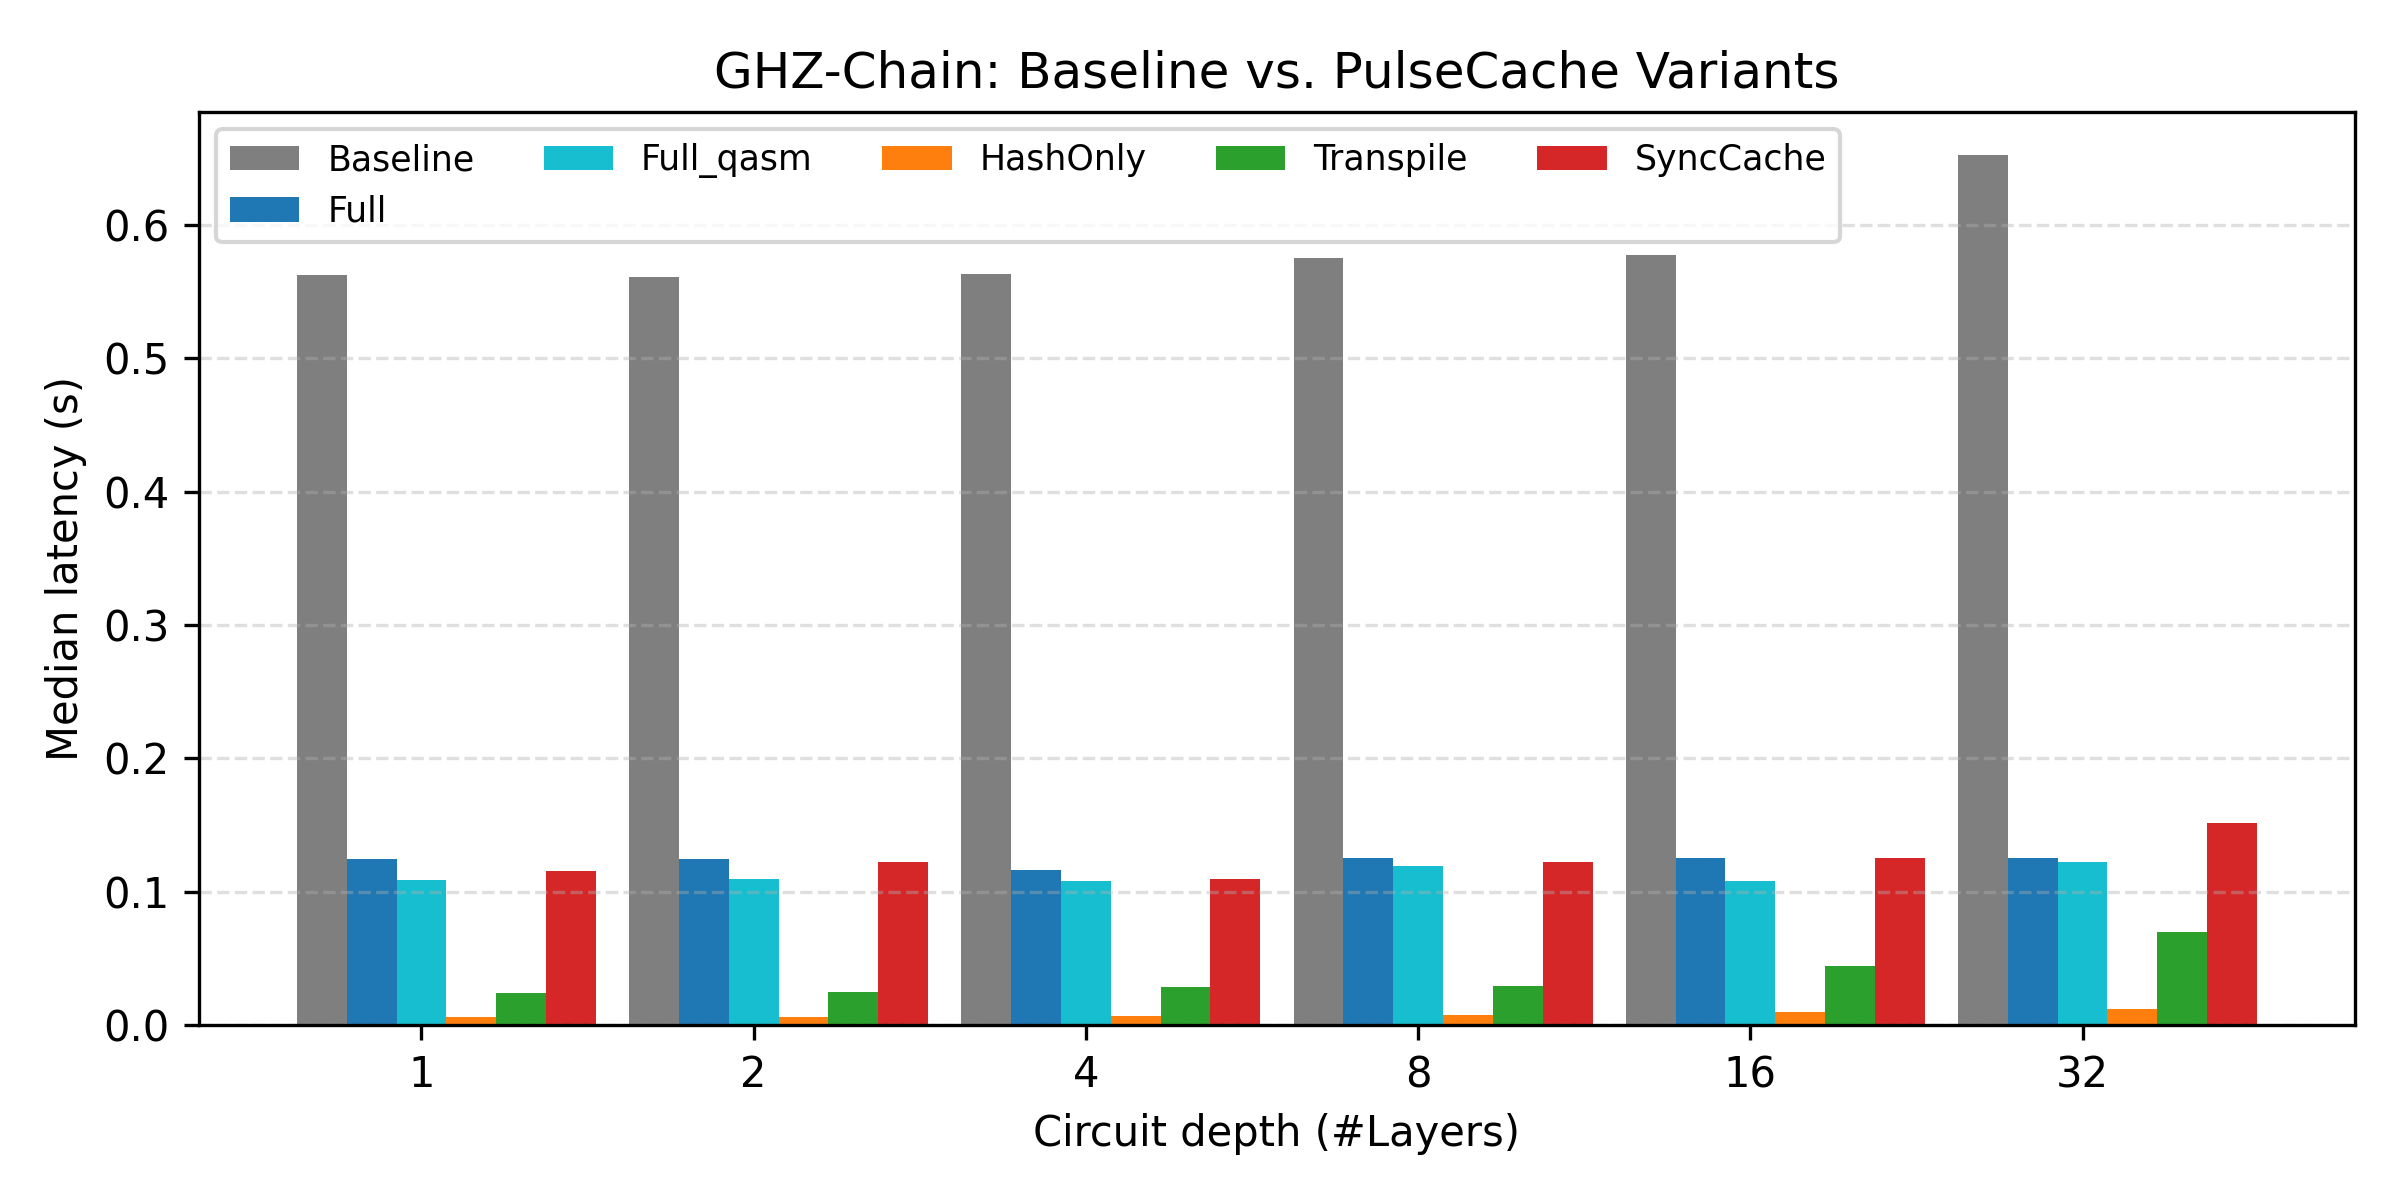 GHZ-Chain: Baseline vs. PulseCache Variants
Baseline Full_qasm HashOnly Transpile SyncCache
Full
0.6
0.5
0.4
0.3
0.2
0.1
0.0
Median latency (s)
1 2 4 8 16 32
Circuit depth (#Layers)